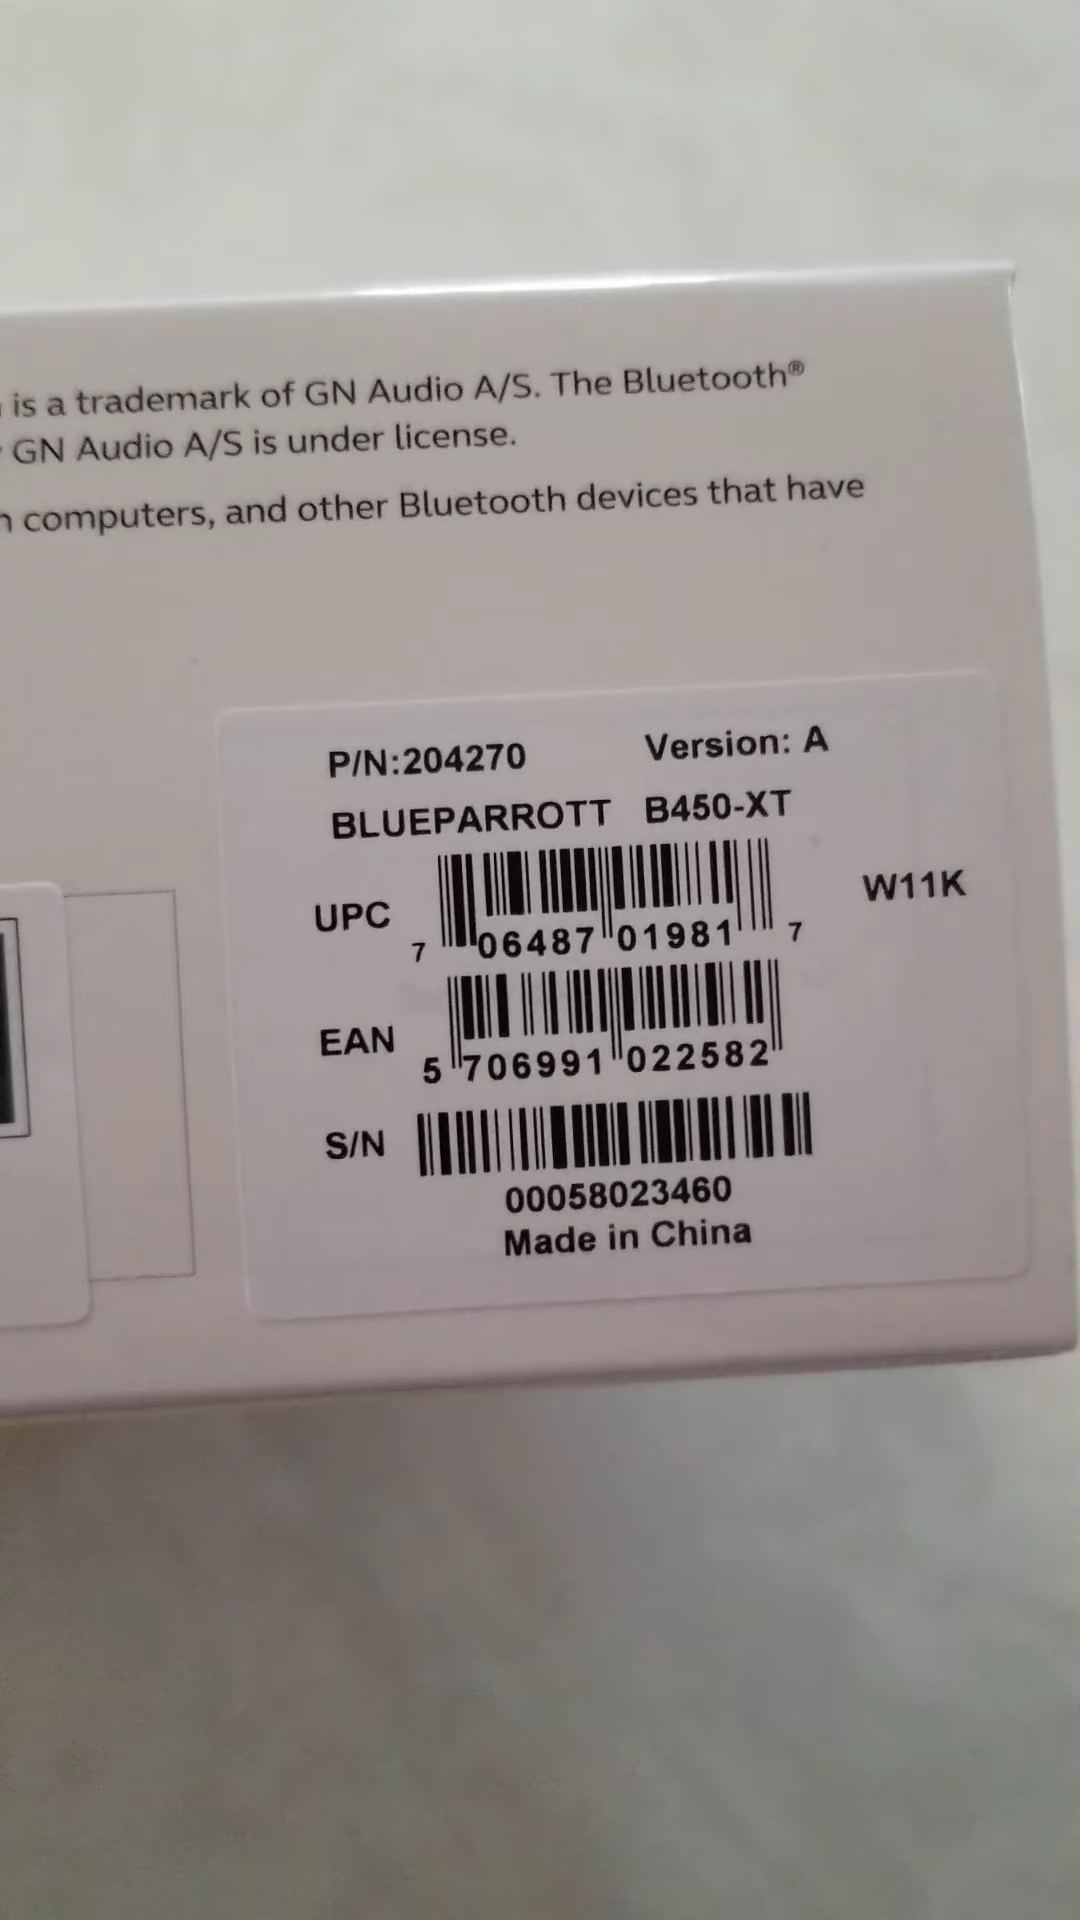 is a trademark of GN Audio A/S. The Bluetooth®
GN Audio A/S is under license.
computers, and other Bluetooth devices that have
P/N:204270 Version: A
BLUEPARROTT B450-XT
UPC 7 06487 01981 7 W11K
EAN 5 706991 022582
S/N
00058023460
Made in China